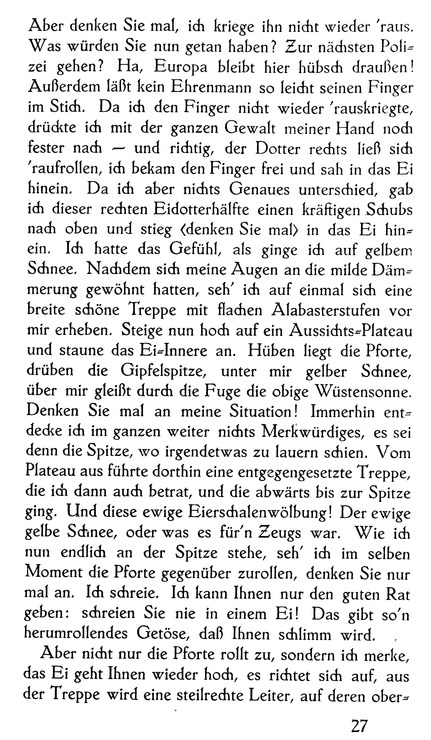 Aber denken Sie mal, ich kriege ihn nicht wieder 'raus.
Was würden Sie nun getan haben? Zur nächsten Poli=
zei gehen? Ha, Europa bleibt hier hübsch draußen!
Außerdem läßt kein Ehrenmann so leicht seinen Finger
im Stich. Da ich den Finger nicht wieder 'rauskriegte,
drückte ich mit der ganzen Gewalt meiner Hand noch
fester nach — und richtig, der Dotter rechts ließ sich
'raufrollen, ich bekam den Finger frei und sah in das Ei
hinein. Da ich aber nichts Genaues unterschied, gab
ich dieser rechten Eidotterhälfte einen kräftigen Schubs
nach oben und stieg (denken Sie mal) in das Ei hin=
ein. Ich hatte das Gefühl, als ginge ich auf gelbem
Schnee. Nachdem sich meine Augen an die milde Däm=
merung gewöhnt hatten, seh' ich auf einmal sich eine
breite schöne Treppe mit flachen Alabasterstufen vor
mir erheben. Steige nun hoch auf ein Aussichts=Plateau
und staune das Ei=Innere an. Hüben liegt die Pforte,
drüben die Gipfelspitze, unter mir gelber Schnee,
über mir gleißt durch die Fuge die obige Wüstensonne.
Denken Sie mal an meine Situation! Immerhin ent=
decke ich im ganzen weiter nichts Merkwürdiges, es sei
denn die Spitze, wo irgendetwas zu lauern schien. Vom
Plateau aus führte dorthin eine entgegengesetzte Treppe,
die ich dann auch betrat, und die abwärts bis zur Spitze
ging. Und diese ewige Eierschalenwölbung! Der ewige
gelbe Schnee, oder was es für'n Zeugs war. Wie ich
nun endlich an der Spitze stehe, seh' ich im selben
Moment die Pforte gegenüber zurollen, denken Sie nur
mal an. Ich schreie. Ich kann Ihnen nur den guten Rat
geben: schreien Sie nie in einem Ei! Das gibt so'n
herumrollendes Getöse, daß Ihnen schlimm wird.
Aber nicht nur die Pforte rollt zu, sondern ich merke,
das Ei geht Ihnen wieder hoch, es richtet sich auf, aus
der Treppe wird eine steilrechte Leiter, auf deren ober=
27